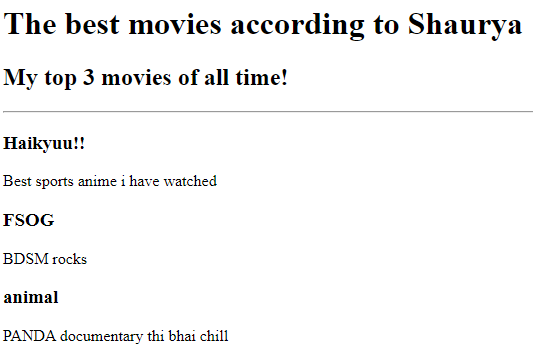 The best movies according to Shaurya
My top 3 movies of all time!
Haikyuu!!
Best sports anime i have watched
FSOG
BDSM rocks
animal
PANDA documentary thi bhai chill